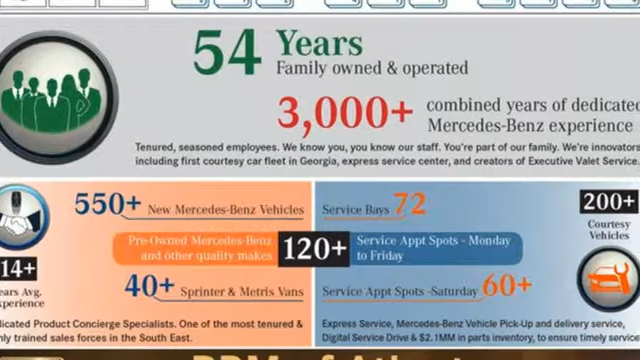 54 Years
Family owned & operated
3,000+ combined years of dedicated
Mercedes-Benz experience
Tenured, seasoned employees. We know you, you know our staff. You're part of our family. We're innovators
including first courtesy car fleet in Georgia, express service center, and creators of Executive Valet Service.
550+ New Mercedes-Benz Vehicles
Service Bays 72
200+
Courtesy
Vehicles
Pre-Owned Mercedes-Benz
and other quality makes
120+
Service Appt Spots - Monday
to Friday
14+
ears Avg.
xperience
40+ Sprinter & Metris Vans
Service Appt Spots -Saturday 60+
dicated Product Concierge Specialists. One of the most tenured &
ly trained sales forces in the South East.
Express Service, Mercedes-Benz Vehicle Pick-Up and delivery service,
Digital Service Drive & $2.1MM in parts inventory, to ensure timely service